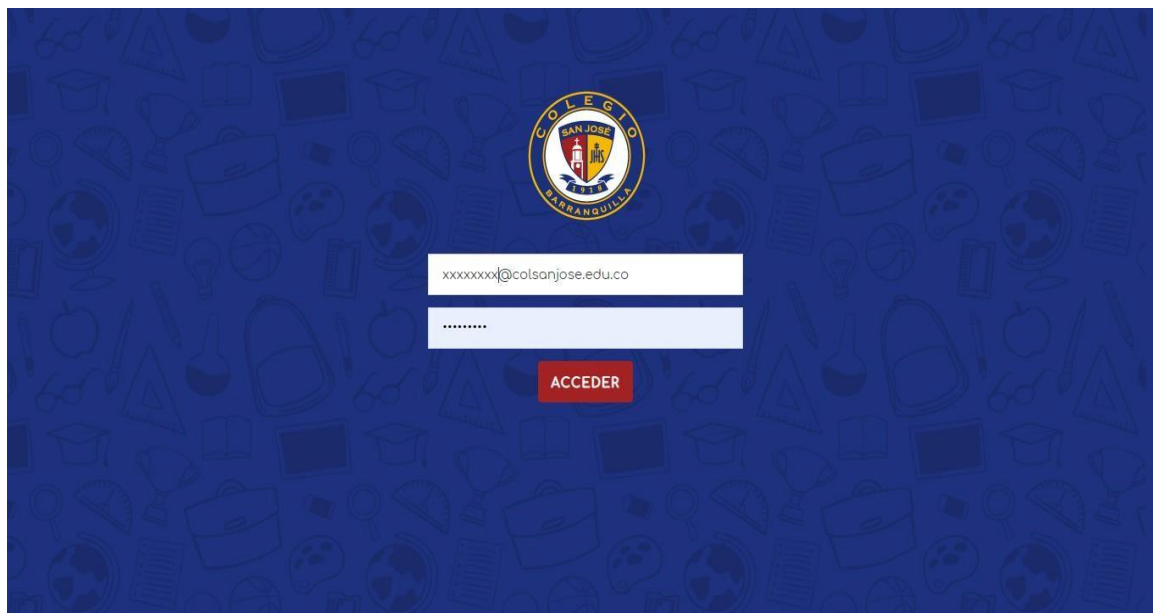 COLEGIO
SAN JOSÉ
JHS
1918
BARRANQUILLA
xxxxxxxx@colsanjose.edu.co
•••••••••
ACCEDER